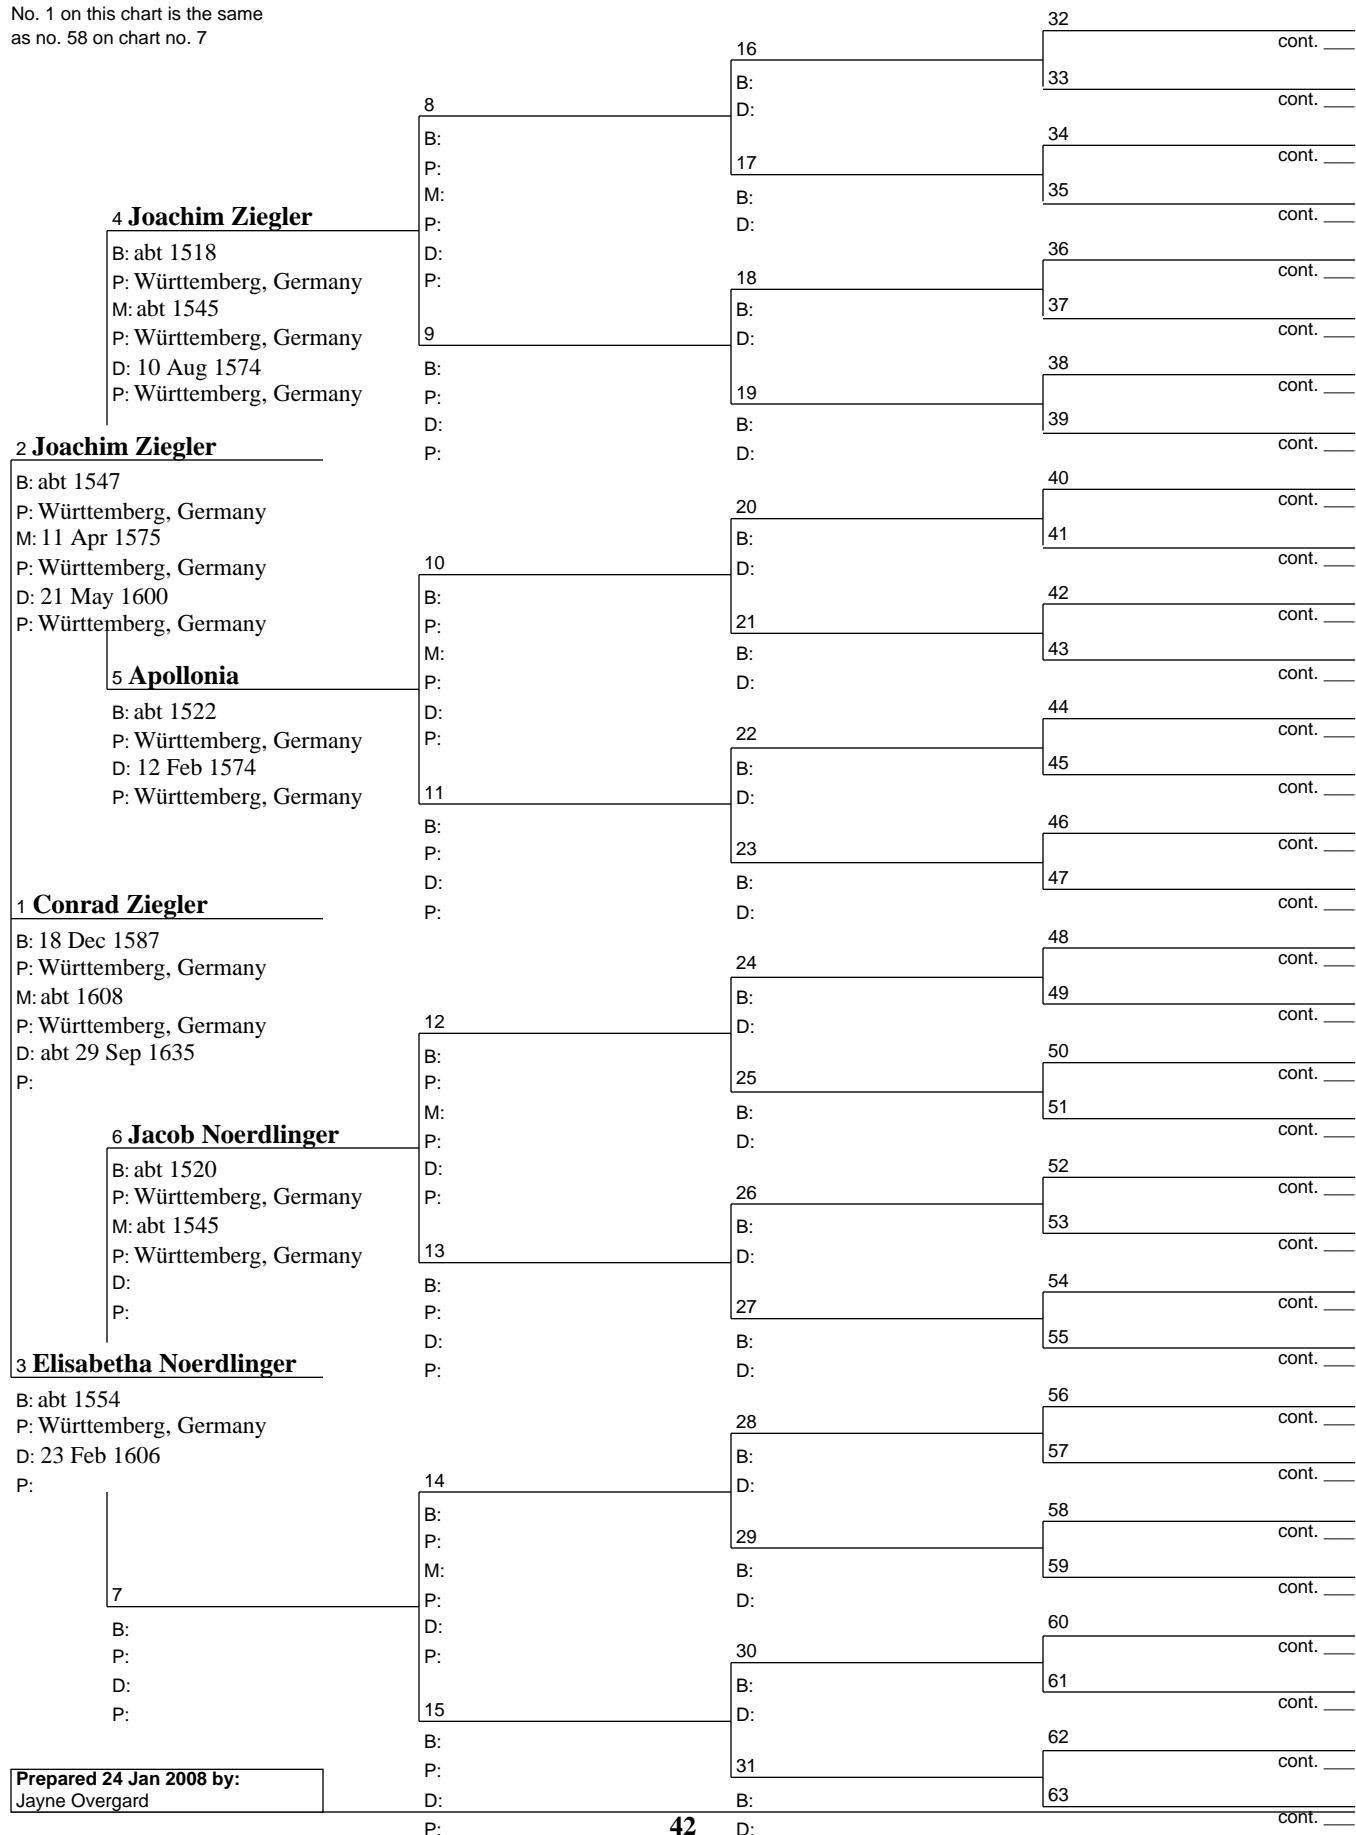 No. 1 on this chart is the same
as no. 58 on chart no. 7
4 Joachim Ziegler
B: abt 1518
P: Württemberg, Germany
M: abt 1545
P: Württemberg, Germany
D: 10 Aug 1574
P: Württemberg, Germany
2 Joachim Ziegler
B: abt 1547
P: Württemberg, Germany
M: 11 Apr 1575
P: Württemberg, Germany
D: 21 May 1600
P: Württemberg, Germany
5 Apollonia
B: abt 1522
P: Württemberg, Germany
D: 12 Feb 1574
P: Württemberg, Germany
1 Conrad Ziegler
B: 18 Dec 1587
P: Württemberg, Germany
M: abt 1608
P: Württemberg, Germany
D: abt 29 Sep 1635
P:
6 Jacob Noerdlinger
B: abt 1520
P: Württemberg, Germany
M: abt 1545
P: Württemberg, Germany
D:
P:
3 Elisabetha Noerdlinger
B: abt 1554
P: Württemberg, Germany
D: 23 Feb 1606
P:
7
B:
P:
D:
P:
8
B:
P:
M:
P:
D:
P:
9
B:
P:
D:
P:
10
B:
P:
M:
P:
D:
P:
11
B:
P:
D:
P:
12
B:
P:
M:
P:
D:
P:
13
B:
P:
D:
P:
14
B:
P:
M:
P:
D:
P:
15
B:
P:
D:
P:
16
B:
D:
17
B:
D:
18
B:
D:
19
B:
D:
20
B:
D:
21
B:
D:
22
B:
D:
23
B:
D:
24
B:
D:
25
B:
D:
26
B:
D:
27
B:
D:
28
B:
D:
29
B:
D:
30
B:
D:
31
B:
D:
32
cont. ___
33
cont. ___
34
cont. ___
35
cont. ___
36
cont. ___
37
cont. ___
38
cont. ___
39
cont. ___
40
cont. ___
41
cont. ___
42
cont. ___
43
cont. ___
44
cont. ___
45
cont. ___
46
cont. ___
47
cont. ___
48
cont. ___
49
cont. ___
50
cont. ___
51
cont. ___
52
cont. ___
53
cont. ___
54
cont. ___
55
cont. ___
56
cont. ___
57
cont. ___
58
cont. ___
59
cont. ___
60
cont. ___
61
cont. ___
62
cont. ___
63
cont. ___
Prepared 24 Jan 2008 by:
Jayne Overgard
42